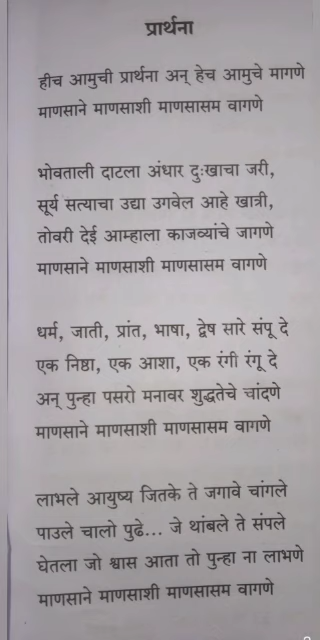 प्रार्थना
हीच आमुची प्रार्थना अन् हेच आमुचे मागणे
माणसाने माणसाशी माणसासम वागणे
भोवताली दाटला अंधार दुःखाचा जरी,
सूर्य सत्याचा उद्या उगवेल आहे खात्री,
तोवरी देई आम्हाला काजव्यांचे जागणे
माणसाने माणसाशी माणसासम वागणे
धर्म, जाती, प्रांत, भाषा, द्वेष सारे संपू दे
एक निष्ठा, एक आशा, एक रंगी रंगू दे
अन् पुन्हा पसरो मनावर शुद्धतेचे चांदणे
माणसाने माणसाशी माणसासम वागणे
लाभले आयुष्य जितके ते जगावे चांगले
पाउले चालो पुढे... जे थांबले ते संपले
घेतला जो श्वास आता तो पुन्हा ना लाभणे
माणसाने माणसाशी माणसासम वागणे